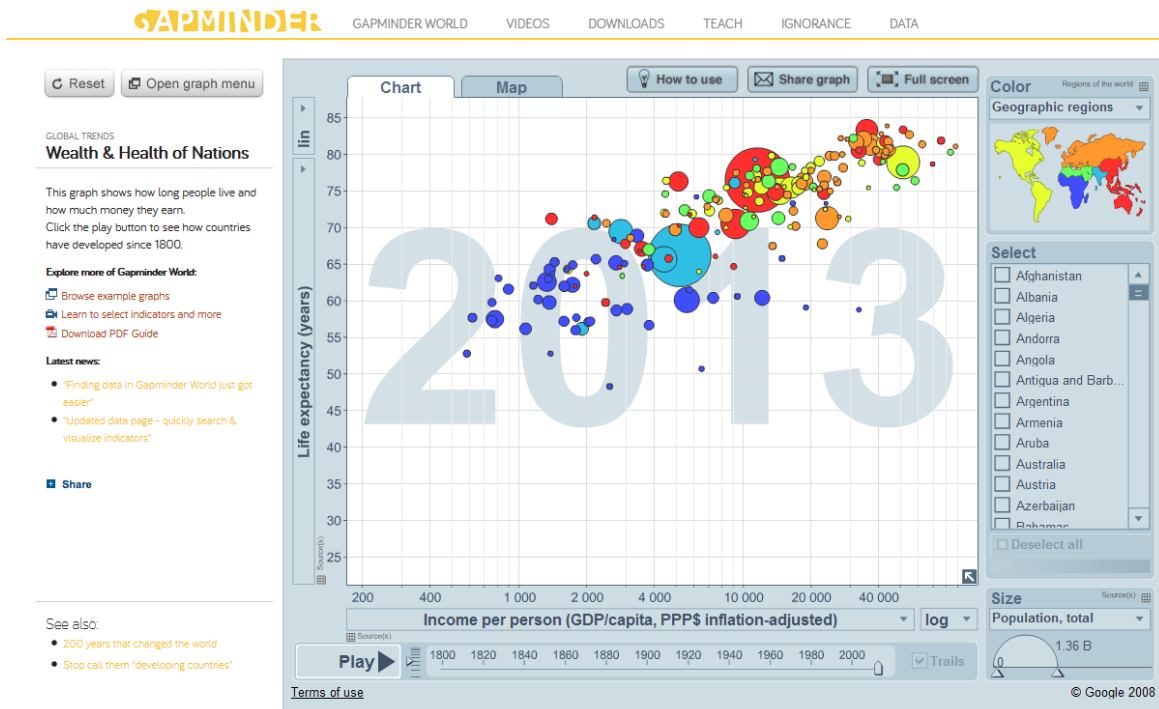 GAPMINDER
GAPMINDER WORLD VIDEOS DOWNLOADS TEACH IGNORANCE DATA
Reset Open graph menu
GLOBAL TRENDS
Wealth & Health of Nations
This graph shows how long people live and
how much money they earn.
Click the play button to see how countries
have developed since 1800.
Explore more of Gapminder World:
Browse example graphs
Learn to select indicators and more
Download PDF Guide
Latest news:
"Finding data in Gapminder World just got
easier"
"Updated data page - quickly search &
visualize indicators"
Share
See also:
200 years that changed the world
Stop call them "developing countries"
Chart Map
How to use Share graph Full screen
lin
Life expectancy (years)
Source(s)
85
80
75
70
65
60
55
50
45
40
35
30
25
2013
200 400 1 000 2 000 4 000 10 000 20 000 40 000
Income per person (GDP/capita, PPP$ inflation-adjusted) log
Source(s)
Play 1800 1820 1840 1860 1880 1900 1920 1940 1960 1980 2000 Trails
Terms of use
Color Regions of the world
Geographic regions
Select
Afghanistan
Albania
Algeria
Andorra
Angola
Antigua and Barb...
Argentina
Armenia
Aruba
Australia
Austria
Azerbaijan
Bahamas
Deselect all
Size Source(s)
Population, total
1.36 B
0
© Google 2008